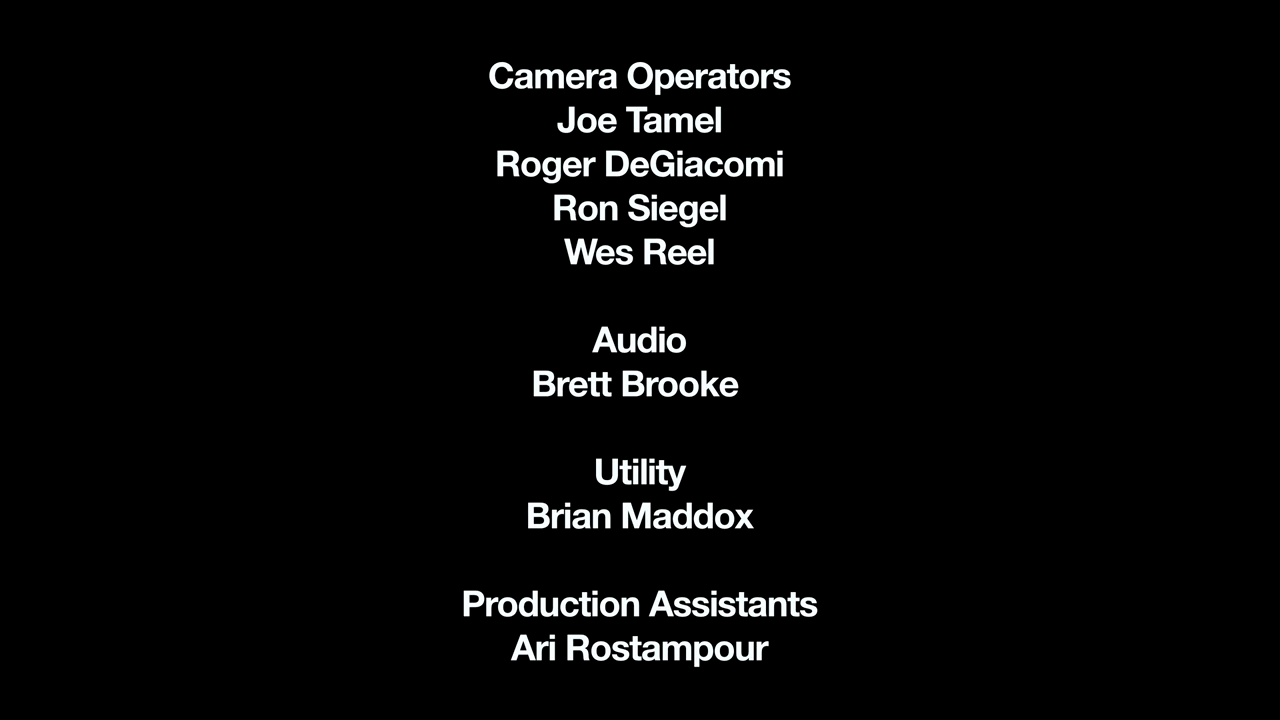 Camera Operators
Joe Tamel
Roger DeGiacomi
Ron Siegel
Wes Reel
Audio
Brett Brooke
Utility
Brian Maddox
Production Assistants
Ari Rostampour